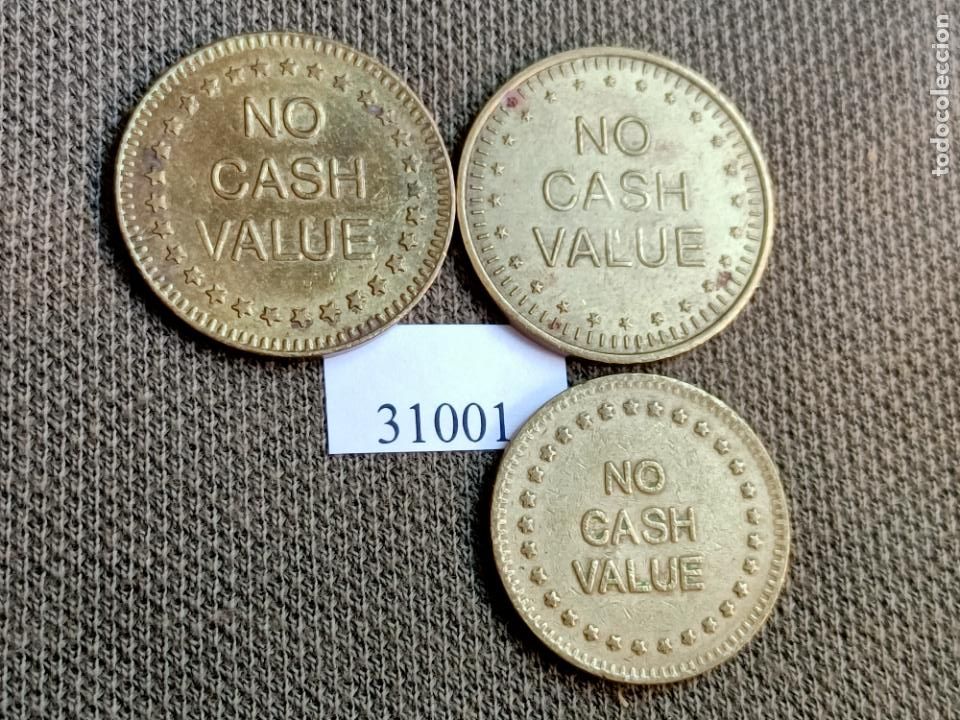 NO
CASH
VALUE
NO
CASH
VALUE
31001
NO
CASH
VALUE
todocoleccion